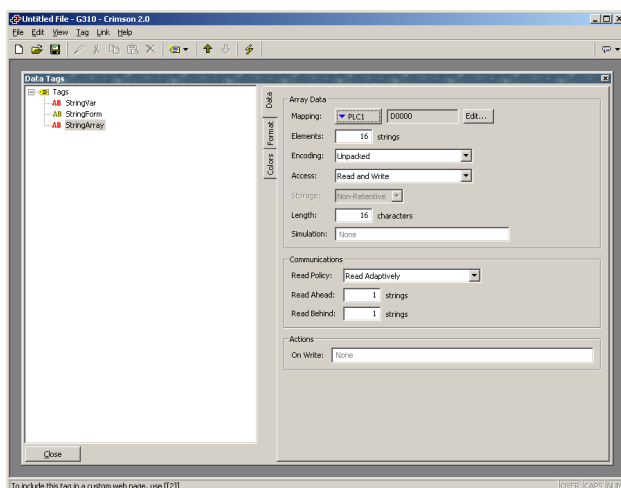 Untitled File - G310 - Crimson 2.0
File Edit View Tag Link Help
Data Tags
Tags
AB StringVar
AB StringForm
AB StringArray
Data
Format
Colors
Array Data
Mapping: PLC1 D0000 Edit...
Elements: 16 strings
Encoding: Unpacked
Access: Read and Write
Storage: Non-Retentive
Length: 16 characters
Simulation: None
Communications
Read Policy: Read Adaptively
Read Ahead: 1 strings
Read Behind: 1 strings
Actions
On Write: None
Close
To include this tag in a custom web page, use [[2]]
OVER CAPS NUM